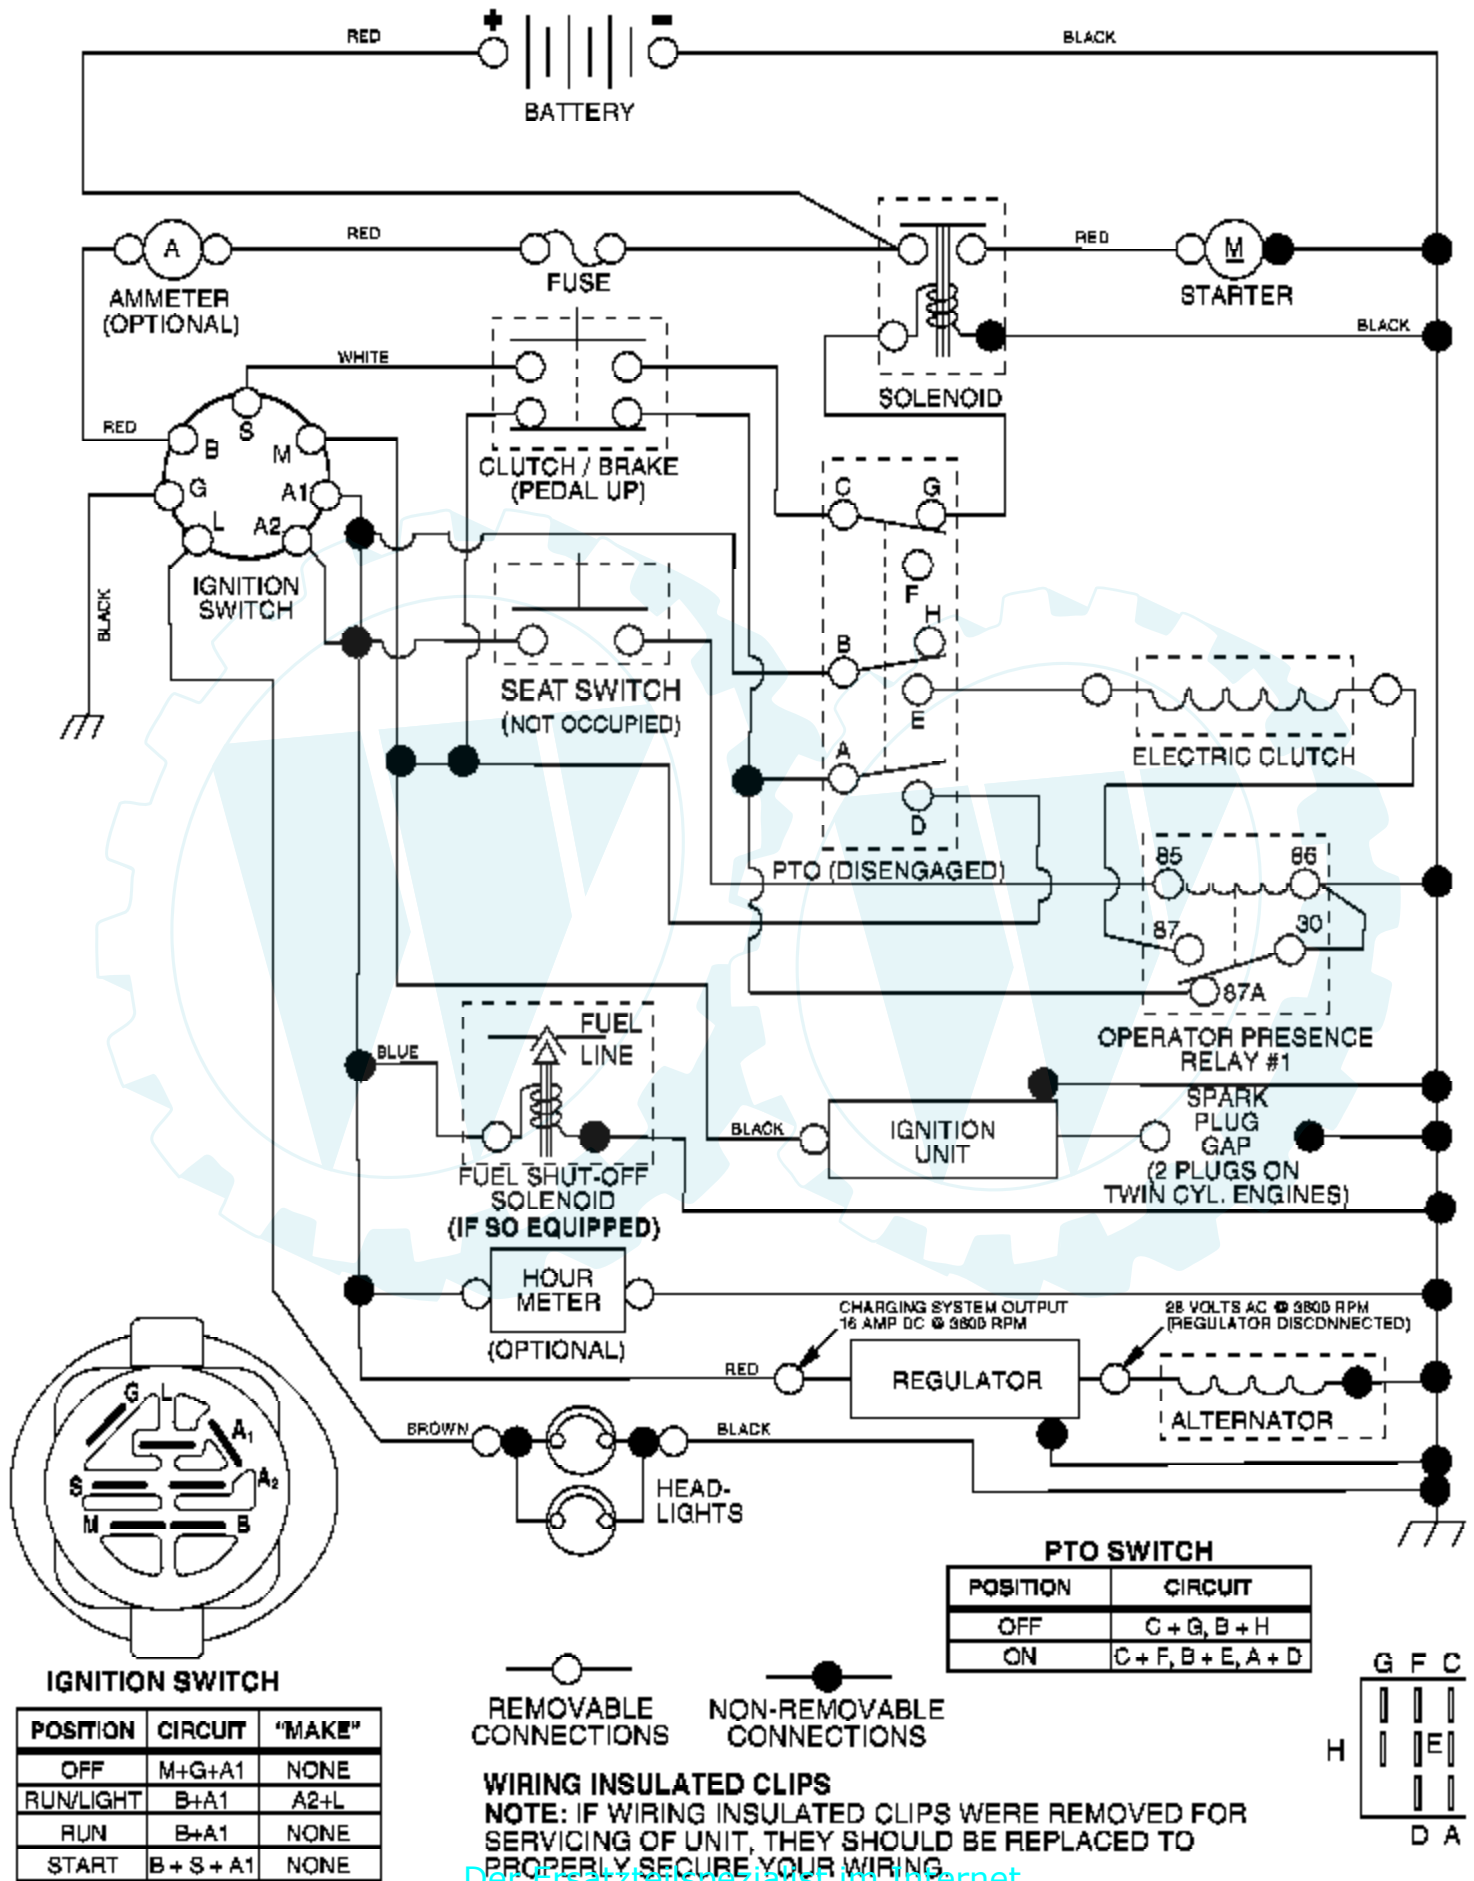 + −
RED
BLACK
BATTERY
RED
RED
A
M
AMMETER
(OPTIONAL)
FUSE
STARTER
BLACK
WHITE
SOLENOID
RED
S
B
M
G
A1
L
A2
CLUTCH / BRAKE
(PEDAL UP)
C
G
F
H
B
E
A
D
IGNITION
SWITCH
BLACK
SEAT SWITCH
(NOT OCCUPIED)
ELECTRIC CLUTCH
PTO (DISENGAGED)
85
86
87
30
87A
OPERATOR PRESENCE
RELAY #1
FUEL
LINE
BLUE
SPARK
PLUG
GAP
(2 PLUGS ON
TWIN CYL. ENGINES)
BLACK
IGNITION
UNIT
FUEL SHUT-OFF
SOLENOID
(IF SO EQUIPPED)
HOUR
METER
(OPTIONAL)
CHARGING SYSTEM OUTPUT
16 AMP DC @ 3600 RPM
28 VOLTS AC @ 3600 RPM
(REGULATOR DISCONNECTED)
RED
REGULATOR
ALTERNATOR
BROWN
BLACK
HEAD-
LIGHTS
G L
A1
S
A2
M
B
PTO SWITCH
POSITION CIRCUIT
OFF C + G, B + H
ON C + F, B + E, A + D
G F C
H
E
D A
IGNITION SWITCH
POSITION CIRCUIT "MAKE"
OFF M+G+A1 NONE
RUN/LIGHT B+A1 A2+L
RUN B+A1 NONE
START B + S + A1 NONE
REMOVABLE
CONNECTIONS
NON-REMOVABLE
CONNECTIONS
WIRING INSULATED CLIPS
NOTE: IF WIRING INSULATED CLIPS WERE REMOVED FOR
SERVICING OF UNIT, THEY SHOULD BE REPLACED TO
PROPERLY SECURE YOUR WIRING.
Der Ersatzteilspezialist im Internet